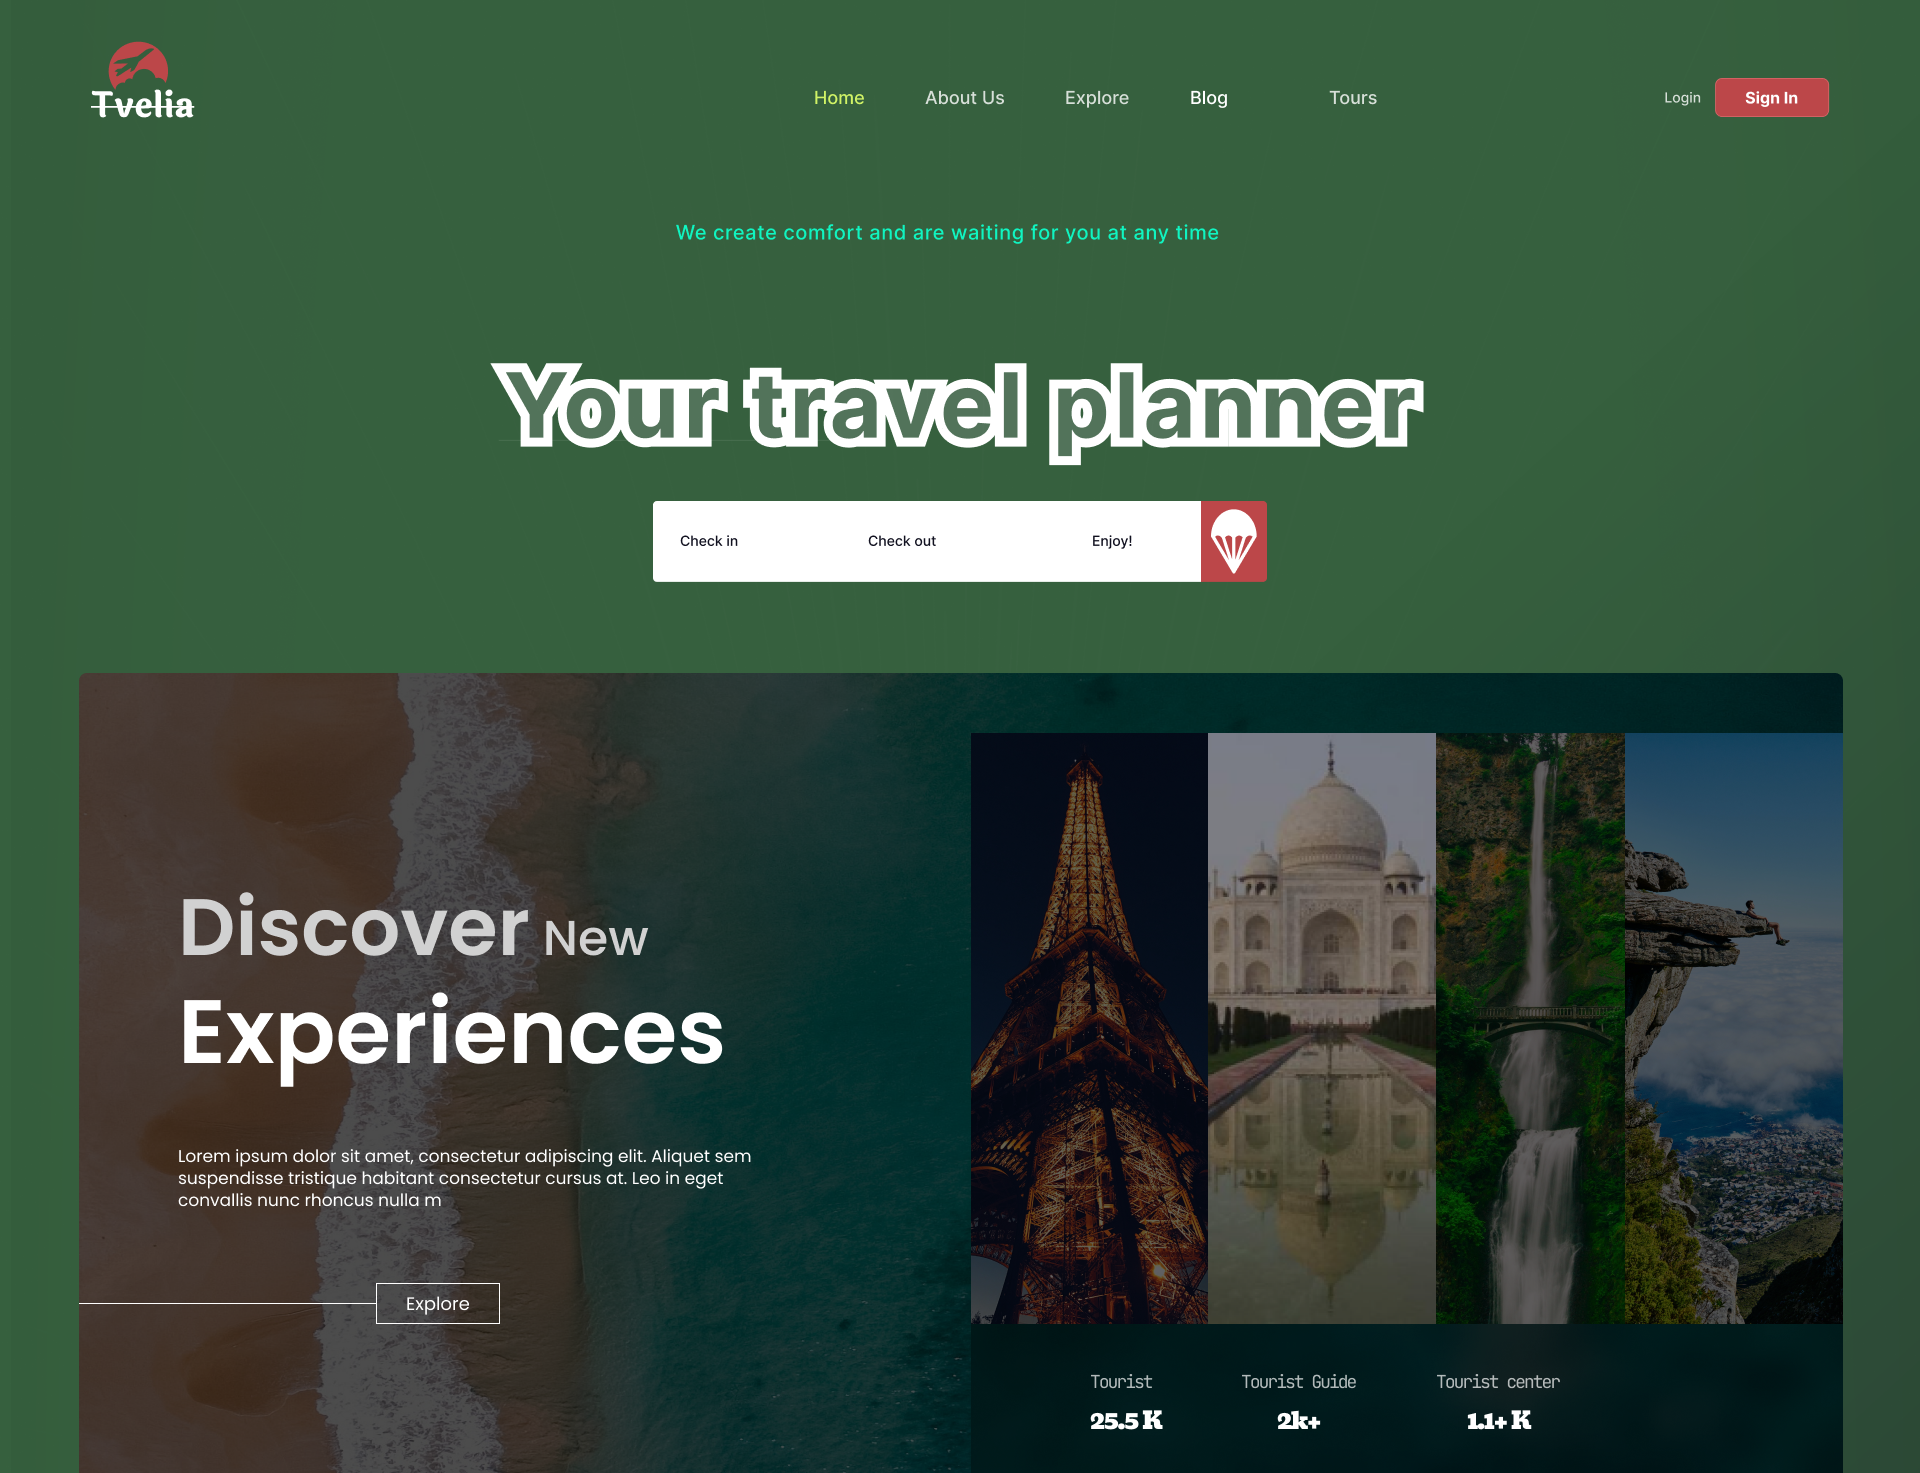 Tvelia
Home About Us Explore Blog Tours Login Sign In
We create comfort and are waiting for you at any time
Your travel planner
Check in Check out Enjoy!
Discover New
Experiences
Lorem ipsum dolor sit amet, consectetur adipiscing elit. Aliquet sem
suspendisse tristique habitant consectetur cursus at. Leo in eget
convallis nunc rhoncus nulla m
Explore
Tourist Tourist Guide Tourist center
25.5 K 2k+ 1.1+ K